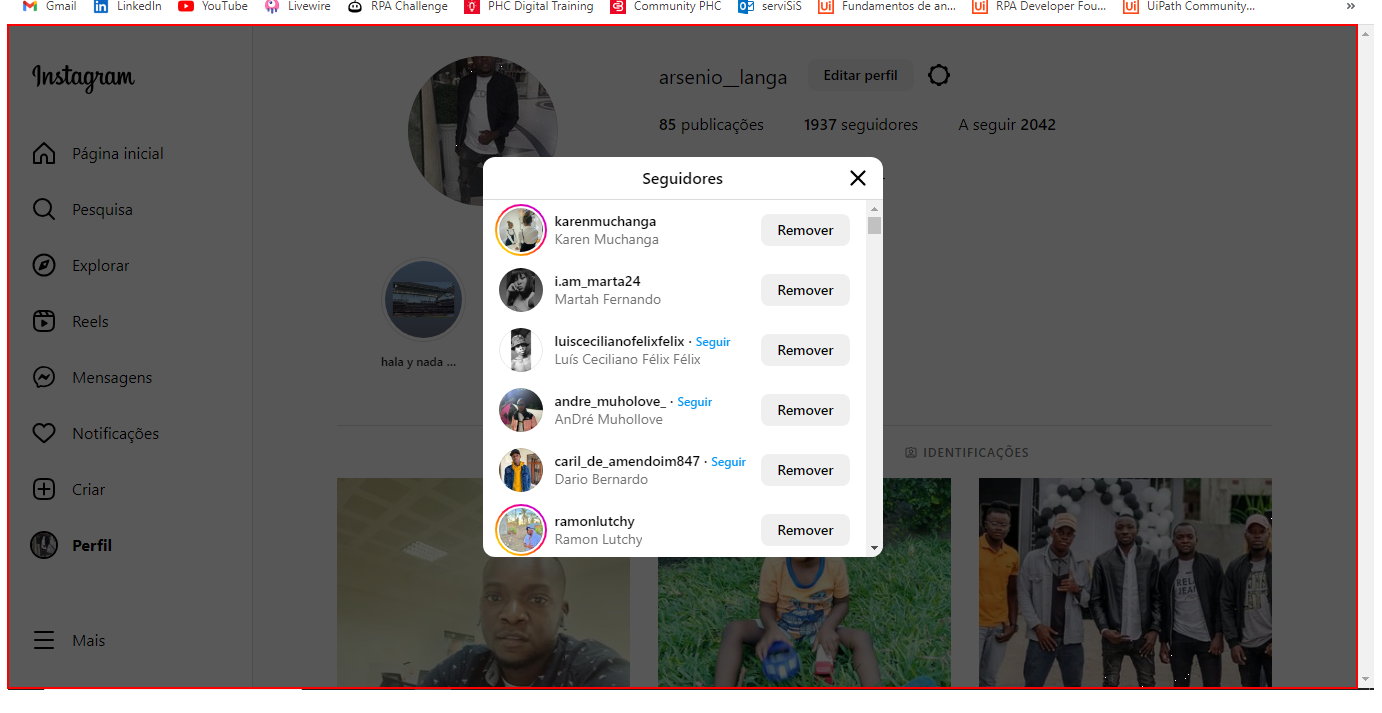 Gmail LinkedIn YouTube Livewire RPA Challenge PHC Digital Training Community PHC serviSiS Fundamentos de an... RPA Developer Fou... UiPath Community... »
Instagram
arsenio__langa Editar perfil
85 publicações 1937 seguidores A seguir 2042
Página inicial
Pesquisa
Explorar
Reels
Mensagens
Notificações
Criar
Perfil
Mais
hala y nada ...
Seguidores
karenmuchanga
Karen Muchanga
Remover
i.am_marta24
Martah Fernando
Remover
luiscecilianofelixfelix · Seguir
Luís Ceciliano Félix Félix
Remover
andre_muholove_ · Seguir
AnDré Muhollove
Remover
caril_de_amendoim847 · Seguir
Dario Bernardo
Remover
ramonlutchy
Ramon Lutchy
Remover
IDENTIFICAÇÕES